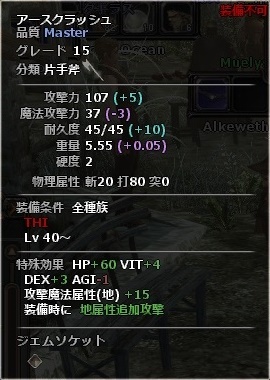 装備不可
アースクラッシュ
品質 Master
グレード 15
分類 片手斧
攻撃力 107 (+5)
魔法攻撃力 37 (-3)
耐久度 45/45 (+10)
重量 5.55 (+0.05)
硬度 2
物理属性 斬20 打80 突0
装備条件 全種族
THI
Lv 40～
特殊効果 HP+60 VIT+4
DEX+3 AGI-1
攻撃魔法属性(地) +15
装備時に 地属性追加攻撃
ジェムソケット
Muely
Alkeweth